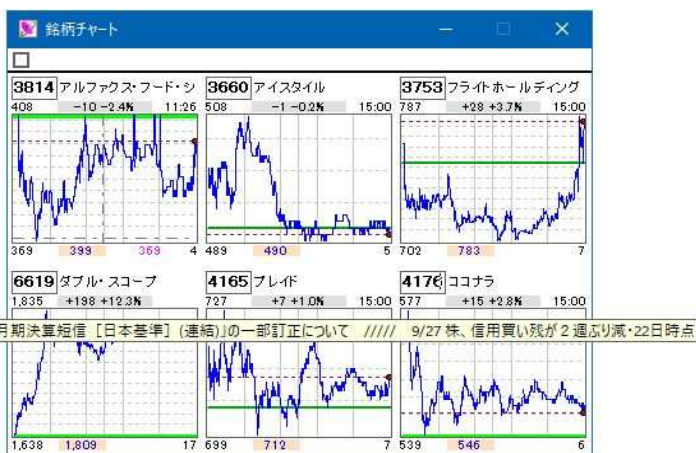 銘柄チャート
3814 アルファクス・フード・シ
408 -10 -2.4% 11:26
369 399 369 4
3660 アイスタイル
508 -1 -0.2% 15:00
489 490 5
3753 フライトホールディング
787 +28 +3.7% 15:00
702 783 7
6619 ダブル・スコープ
1,835 +198 +12.3%
1,638 1,809 17
4165 プレイド
727 +7 +1.0% 15:00
699 712 7
4176 ココナラ
577 +15 +2.8% 15:00
539 546 6
月期決算短信［日本基準］(連結)」の一部訂正について ///// 9/27 株、信用買い残が２週ぶり減・22日時点